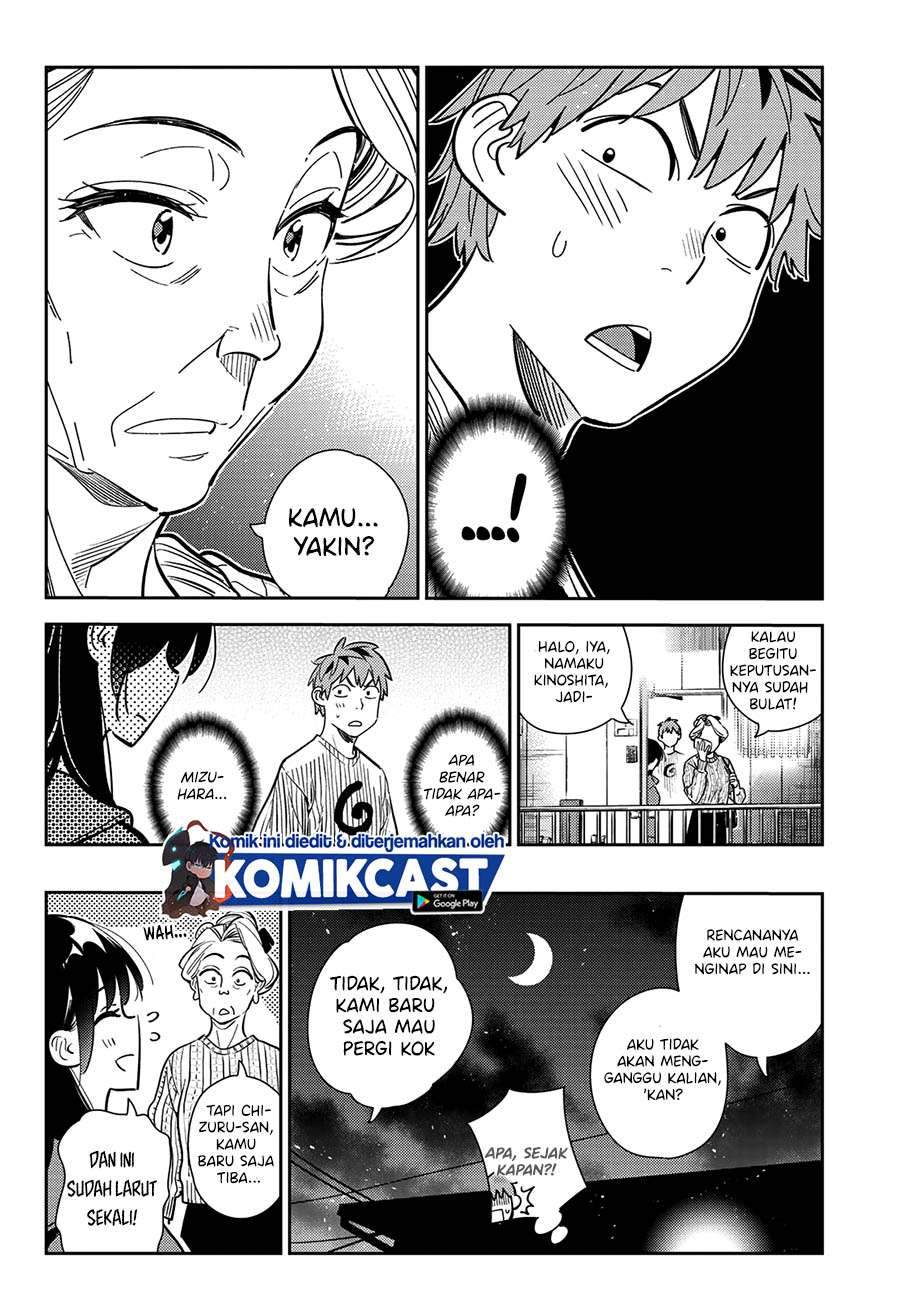 ....!
KAMU...
YAKIN?
KALAU
BEGITU
KEPUTUSAN-
NYA SUDAH
BULAT!
HALO, IYA,
NAMAKU
KINOSHITA,
JADI-
APA
BENAR
TIDAK APA-
APA?
MIZU-
HARA...
Komik ini diedit & diterjemahkan oleh
KOMIKCAST
GET IT ON
Google Play
RENCANANYA
AKU MAU ME-
NGINAP DI SINI...
AKU TIDAK
AKAN MENG-
GANGGU KALIAN,
'KAN?
TIDAK, TIDAK,
KAMI BARU
SAJA MAU
PERGI KOK
APA, SEJAK
KAPAN?!
WAH...
TAPI CHI-
ZURU-SAN,
KAMU
BARU SAJA
TIBA...
DAN INI
SUDAH LARUT
SEKALI!